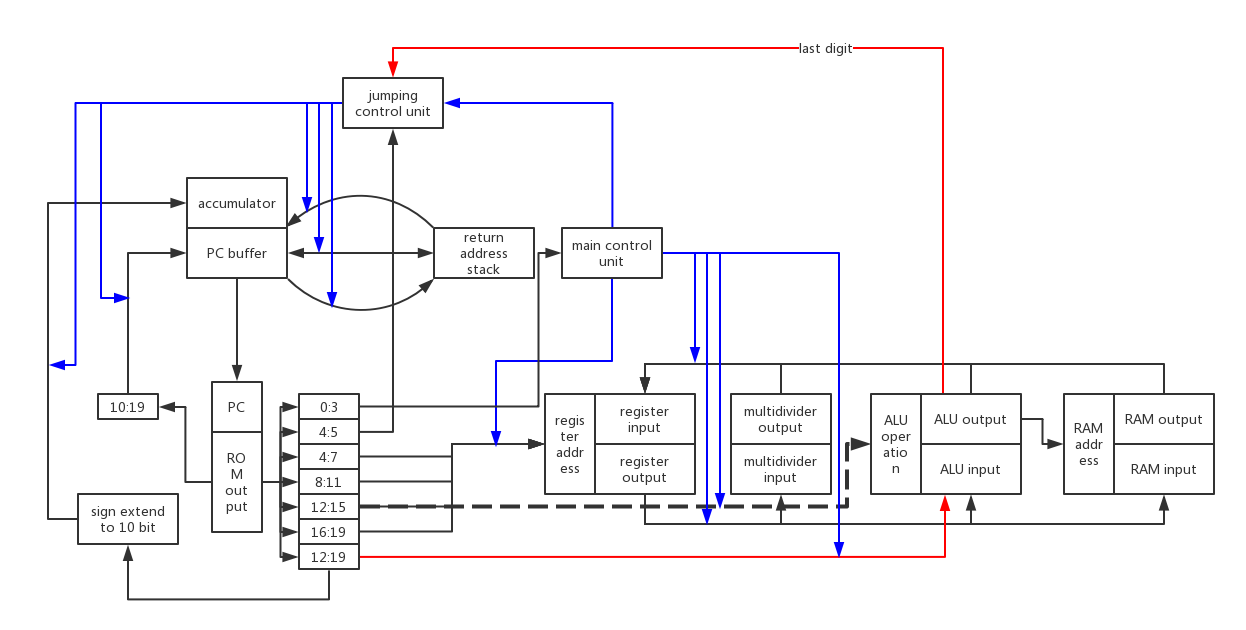 last digit
jumping
control unit
accumulator
PC buffer
return
address
stack
main control
unit
10:19
PC
RO
M
out
put
0:3
4:5
4:7
8:11
12:15
16:19
12:19
sign extend
to 10 bit
regis
ter
addr
ess
register
input
register
output
multidivider
output
multidivider
input
ALU
oper
atio
n
ALU output
ALU input
RAM
addr
ess
RAM output
RAM input